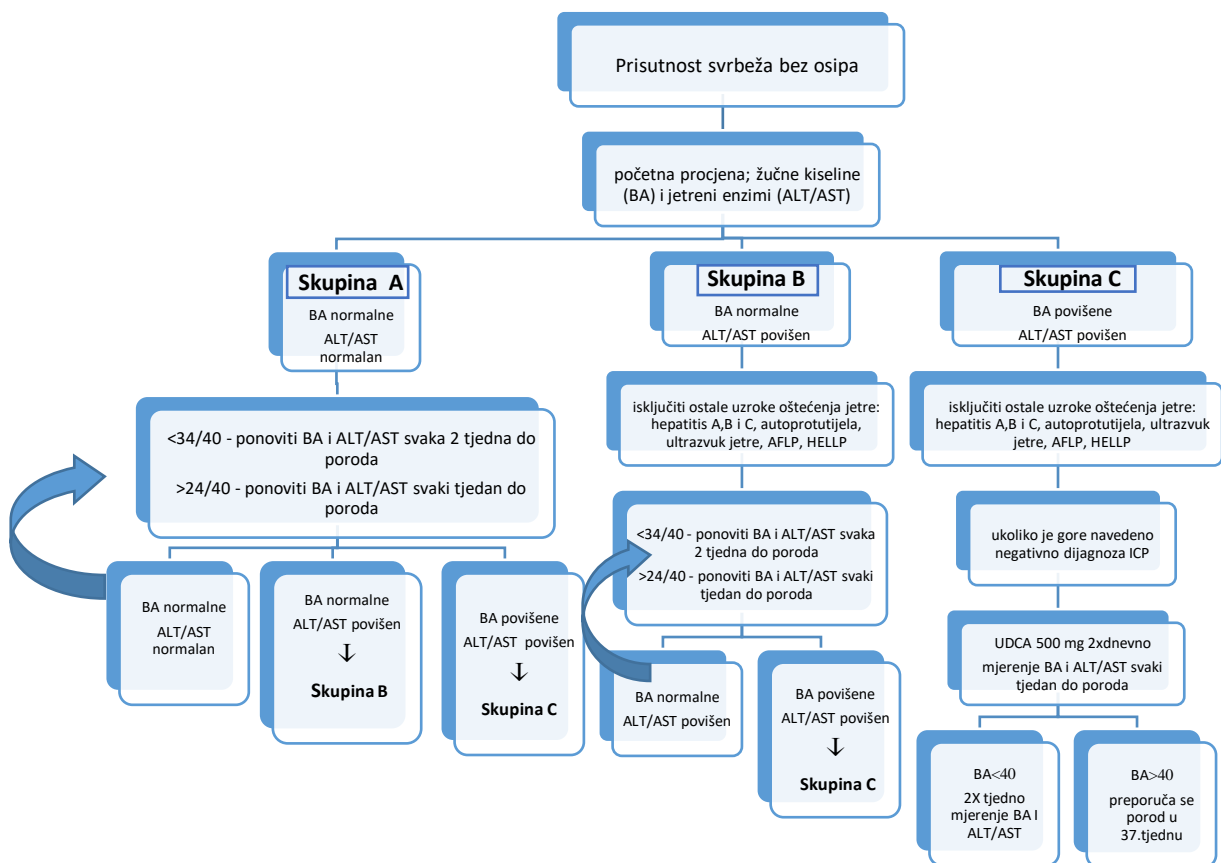 Prisutnost svrbeža bez osipa
početna procjena; žučne kiseline
(BA) i jetreni enzimi (ALT/AST)
Skupina A
BA normalne
ALT/AST
normalan
<34/40 - ponoviti BA i ALT/AST svaka 2 tjedna do
poroda
>24/40 - ponoviti BA i ALT/AST svaki tjedan do
poroda
BA normalne
ALT/AST
normalan
BA normalne
ALT/AST povišen
↓
Skupina B
BA povišene
ALT/AST povišen
↓
Skupina C
Skupina B
BA normalne
ALT/AST povišen
isključiti ostale uzroke oštećenja jetre:
hepatitis A,B i C, autoprotutijela,
ultrazvuk jetre, AFLP, HELLP
<34/40 - ponoviti BA i ALT/AST svaka
2 tjedna do poroda
>24/40 - ponoviti BA i ALT/AST svaki
tjedan do poroda
BA normalne
ALT/AST povišen
BA povišene
ALT/AST povišen
↓
Skupina C
Skupina C
BA povišene
ALT/AST povišen
isključiti ostale uzroke oštećenja jetre:
hepatitis A,B i C, autoprotutijela, ultrazvuk
jetre, AFLP, HELLP
ukoliko je gore navedeno
negativno dijagnoza ICP
UDCA 500 mg 2xdnevno
mjerenje BA i ALT/AST svaki
tjedan do poroda
BA<40
2X tjedno
mjerenje BA I
ALT/AST
BA>40
preporuča se
porod u
37.tjednu